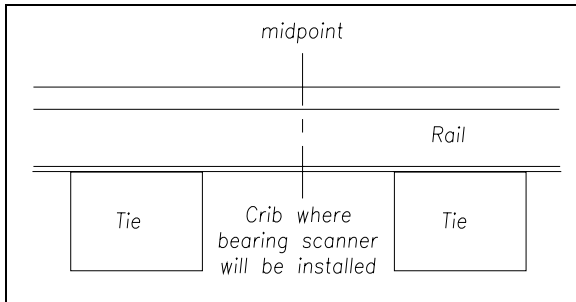 midpoint
Rail
Tie
Crib where
bearing scanner
will be installed
Tie